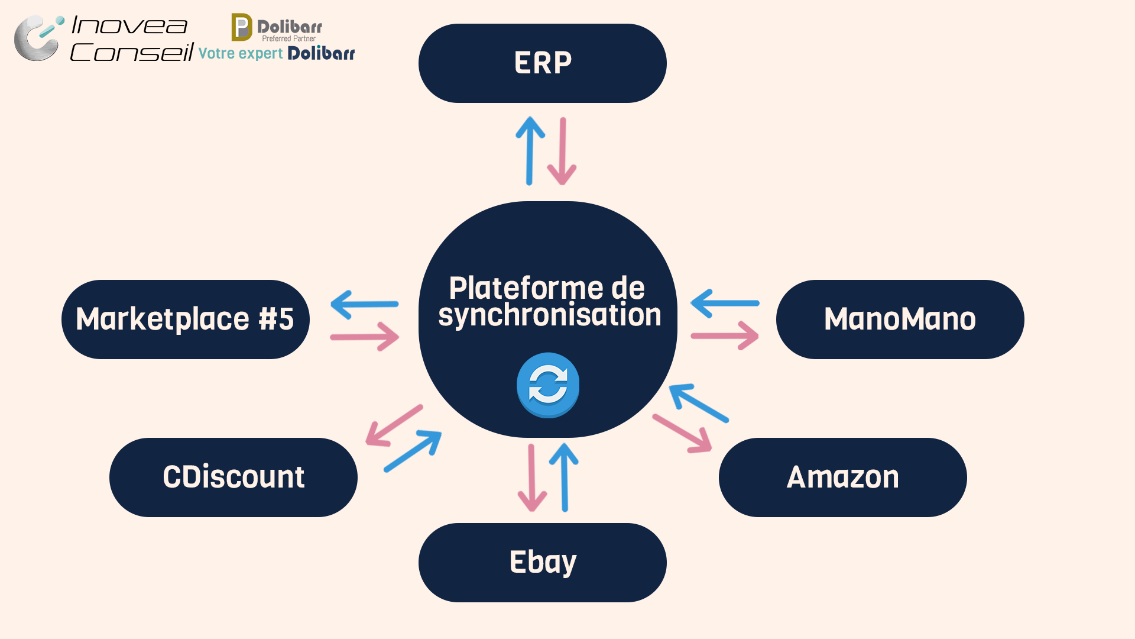 Inovea
Conseil
Dolibarr
Preferred Partner
Votre expert Dolibarr
ERP
Plateforme de
synchronisation
Marketplace #5
ManoMano
CDiscount
Amazon
Ebay